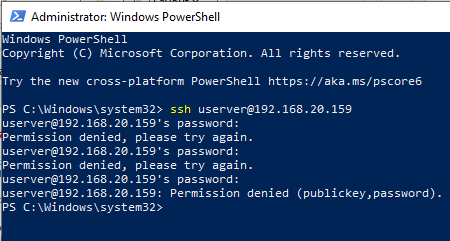 Administrator: Windows PowerShell
Windows PowerShell
Copyright (C) Microsoft Corporation. All rights reserved.
Try the new cross-platform PowerShell https://aka.ms/pscore6
PS C:\Windows\system32> ssh userver@192.168.20.159
userver@192.168.20.159's password:
Permission denied, please try again.
userver@192.168.20.159's password:
Permission denied, please try again.
userver@192.168.20.159's password:
userver@192.168.20.159: Permission denied (publickey,password).
PS C:\Windows\system32>